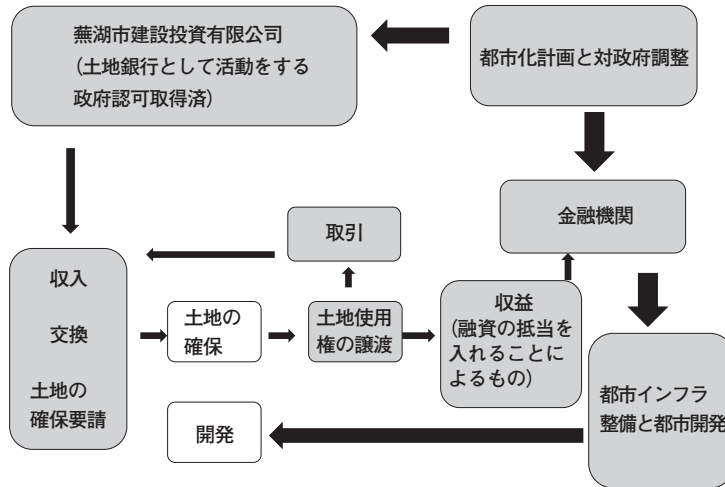 蕪湖市建設投資有限公司
(土地銀行として活動をする
政府認可取得済)
都市化計画と対政府調整
金融機関
取引
収入
交換
土地の
確保要請
土地の
確保
土地使用
権の譲渡
収益
(融資の抵当を
入れることに
よるもの)
都市インフラ
整備と都市開発
開発